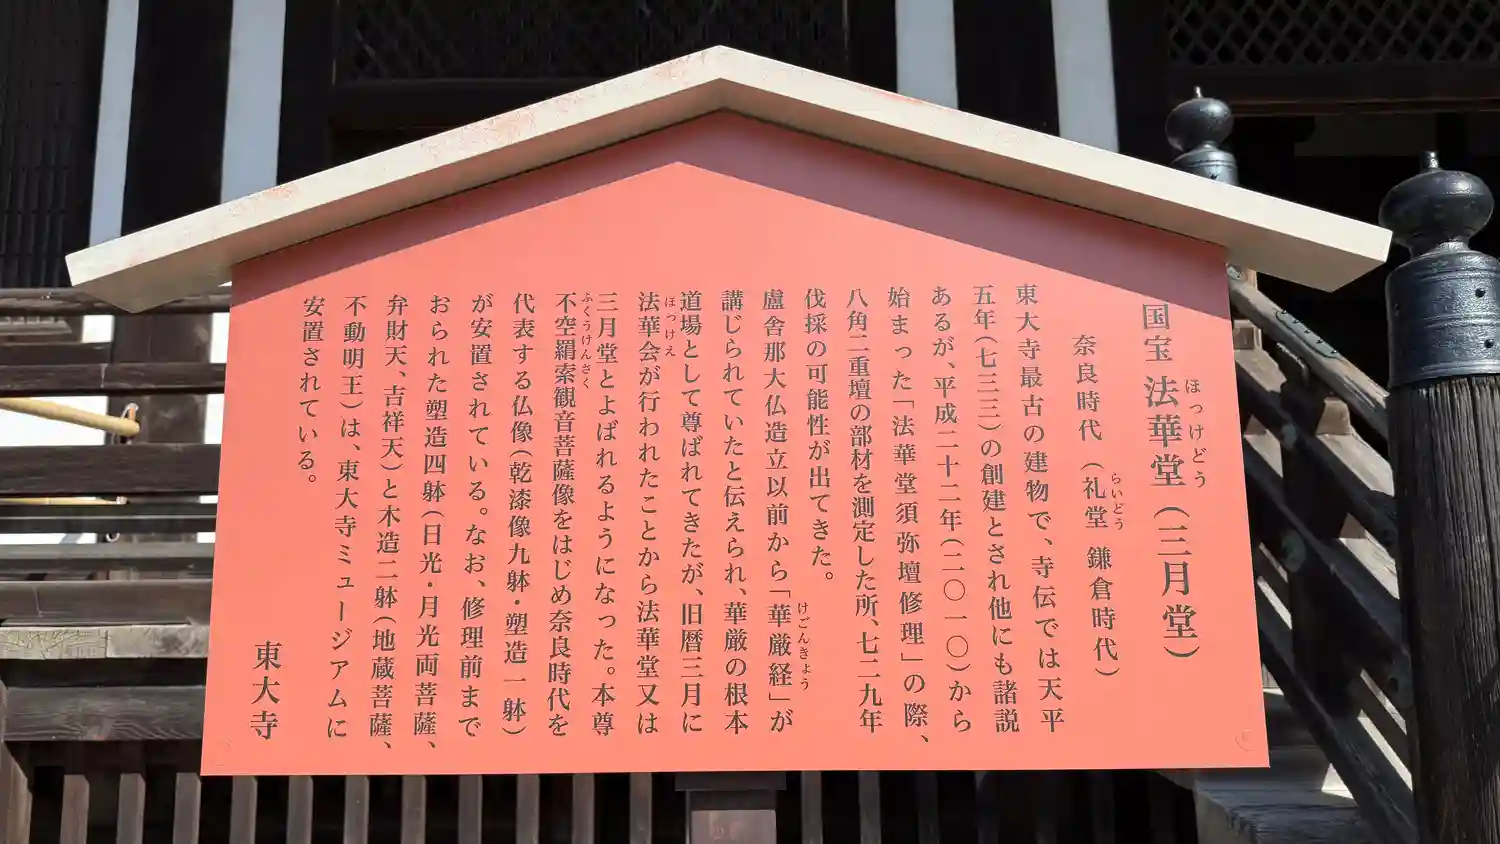 国宝 法華堂（三月堂）
ほっけどう
奈良時代（礼堂 鎌倉時代）
らいどう
東大寺最古の建物で、寺伝では天平
五年（七三三）の創建とされ他にも諸説
あるが、平成二十二年（二〇一〇）から
始まった「法華堂須弥壇修理」の際、
八角二重壇の部材を測定した所、七二九年
伐採の可能性が出てきた。
盧舎那大仏造立以前から「華厳経」が
けごんきょう
講じられていたと伝えられ、華厳の根本
道場として尊ばれてきたが、旧暦三月に
法華会が行われたことから法華堂又は
ほっけえ
三月堂とよばれるようになった。本尊
不空羂索観音菩薩像をはじめ奈良時代を
ふくうけんさく
代表する仏像（乾漆像九躰・塑造一躰）
が安置されている。なお、修理前まで
おられた塑造四躰（日光・月光両菩薩、
弁財天、吉祥天）と木造二躰（地蔵菩薩、
不動明王）は、東大寺ミュージアムに
安置されている。
東大寺